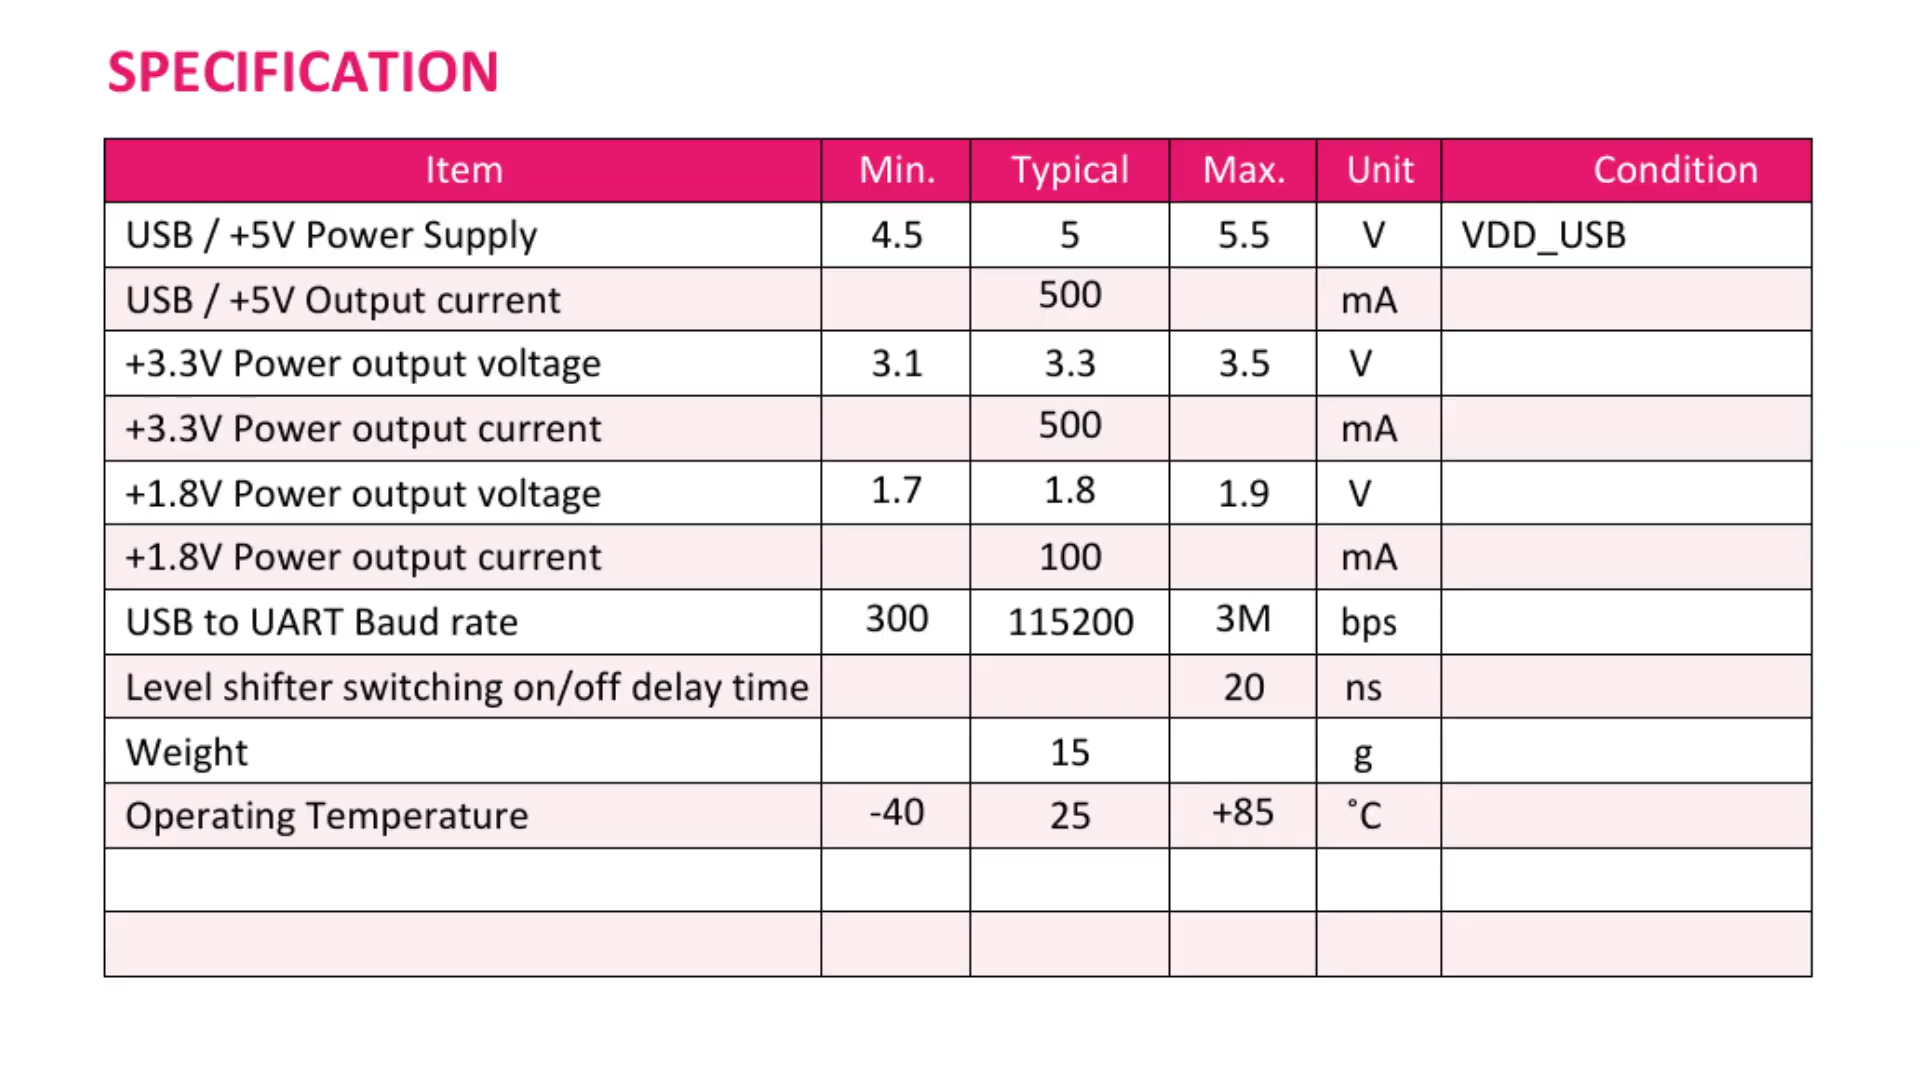 SPECIFICATION
Item Min. Typical Max. Unit Condition
USB / +5V Power Supply 4.5 5 5.5 V VDD_USB
USB / +5V Output current 500 mA
+3.3V Power output voltage 3.1 3.3 3.5 V
+3.3V Power output current 500 mA
+1.8V Power output voltage 1.7 1.8 1.9 V
+1.8V Power output current 100 mA
USB to UART Baud rate 300 115200 3M bps
Level shifter switching on/off delay time 20 ns
Weight 15 g
Operating Temperature -40 25 +85 ˚C